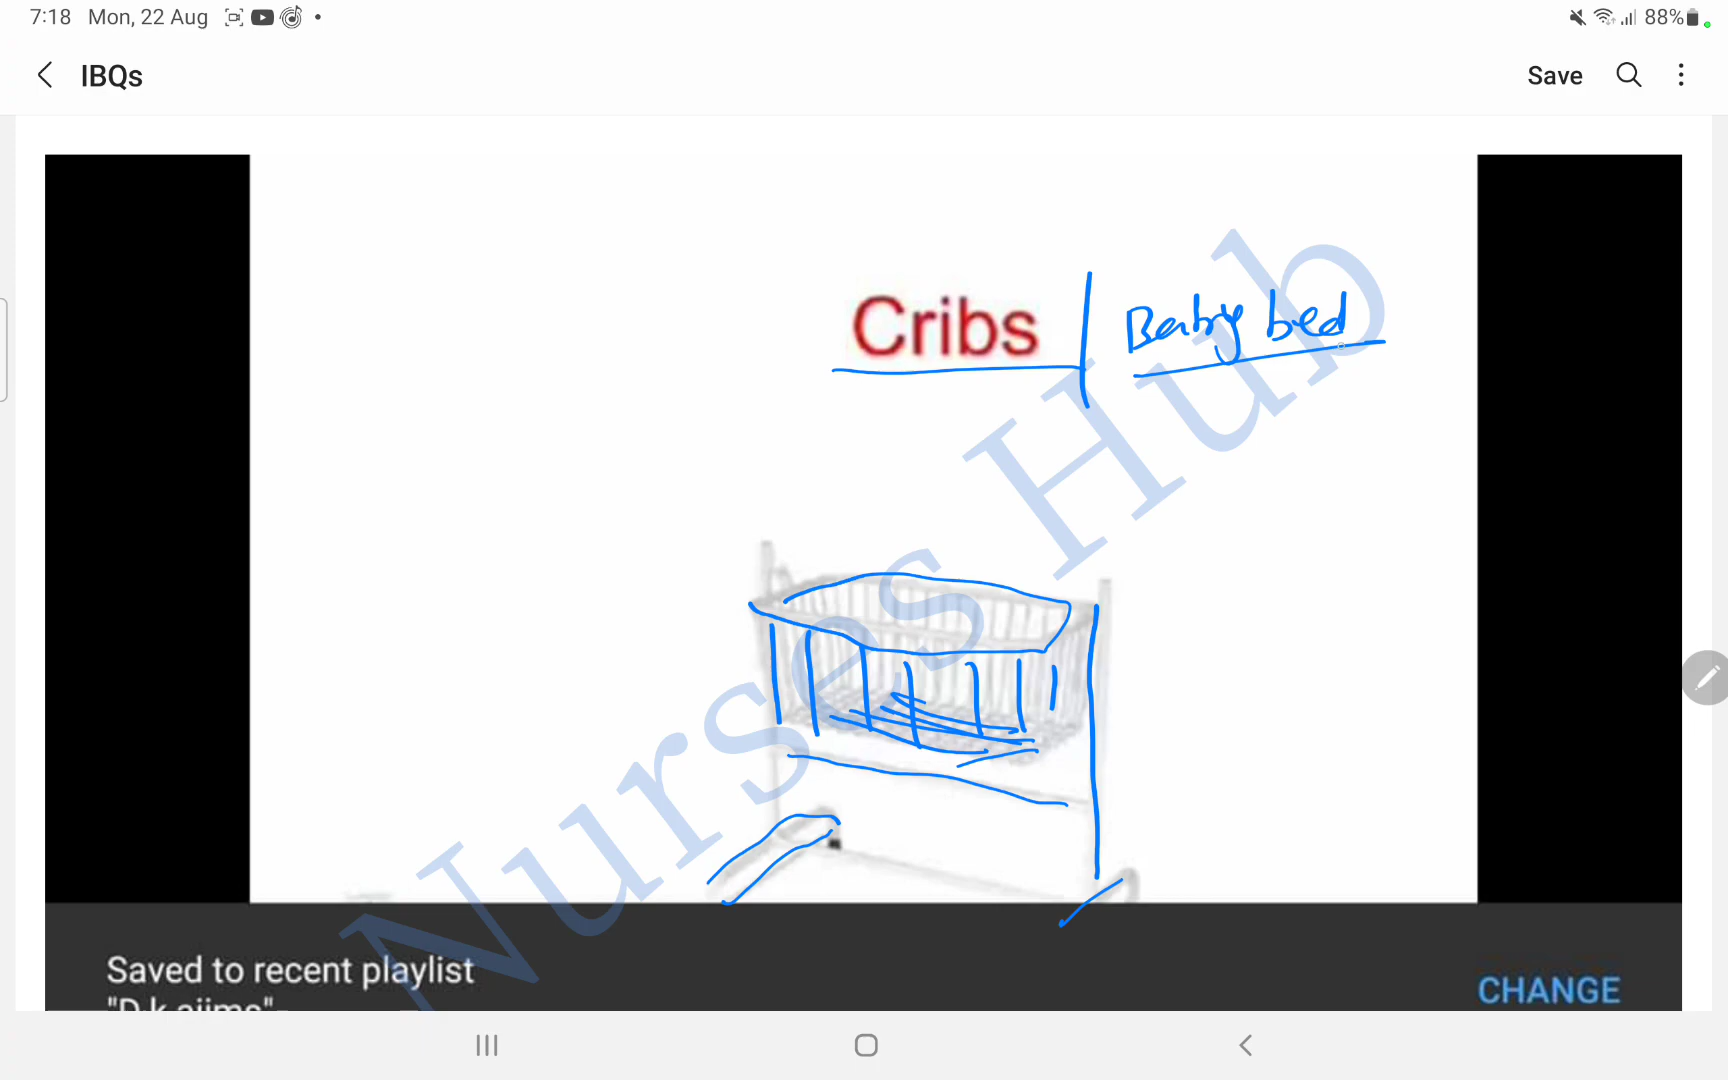 7:18 Mon, 22 Aug
88%
IBQs
Save
Cribs
Baby bed
Nurses Hub
Saved to recent playlist
CHANGE